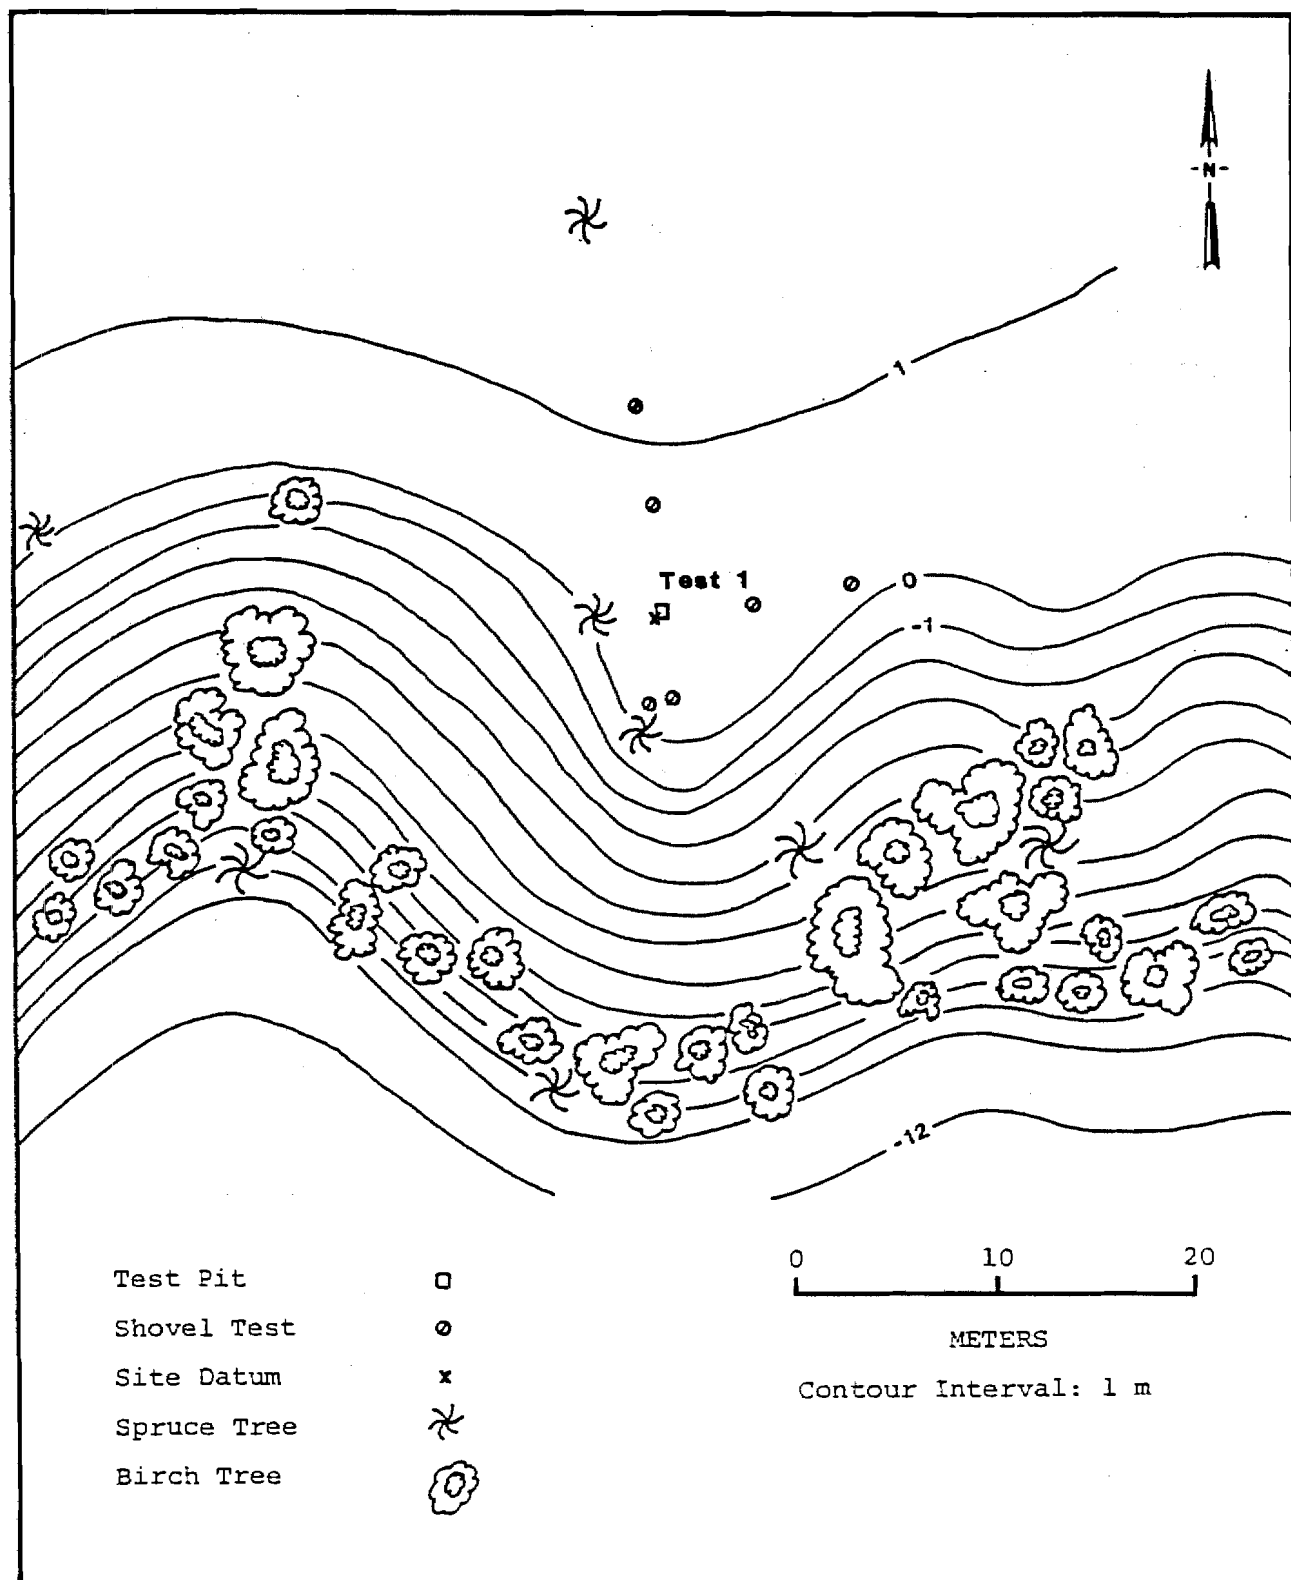 -N-
1
Test 1
0
-1
-12
0 10 20
METERS
Contour Interval: 1 m
Test Pit
Shovel Test
Site Datum x
Spruce Tree
Birch Tree